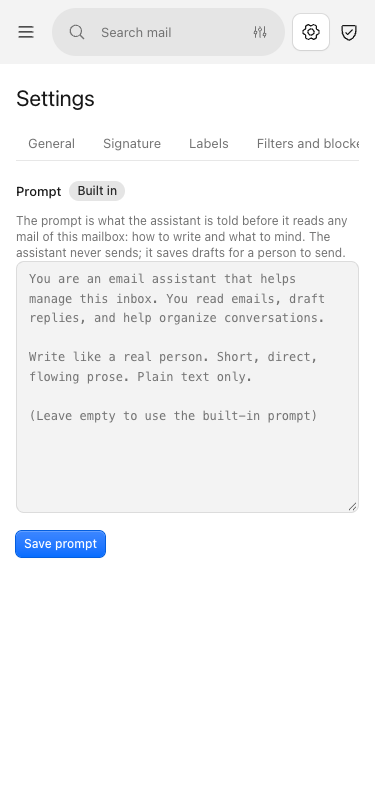 Search mail
Settings
General Signature Labels Filters and blocke
Prompt Built in
The prompt is what the assistant is told before it reads any
mail of this mailbox: how to write and what to mind. The
assistant never sends; it saves drafts for a person to send.
You are an email assistant that helps
manage this inbox. You read emails, draft
replies, and help organize conversations.
Write like a real person. Short, direct,
flowing prose. Plain text only.
(Leave empty to use the built-in prompt)
Save prompt